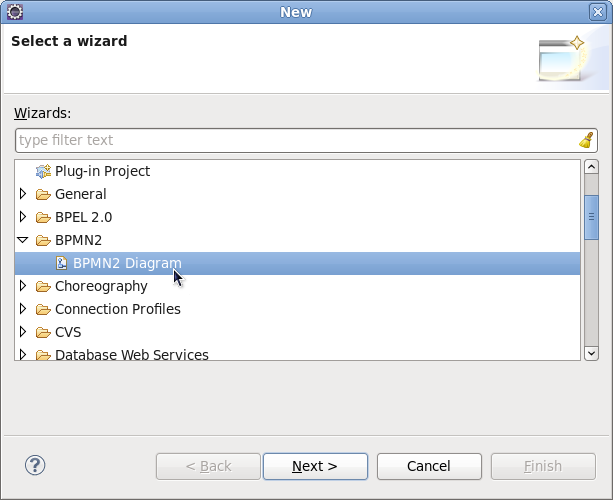 New
Select a wizard
Wizards:
type filter text
Plug-in Project
General
BPEL 2.0
BPMN2
BPMN2 Diagram
Choreography
Connection Profiles
CVS
Database Web Services
?
< Back
Next >
Cancel
Finish